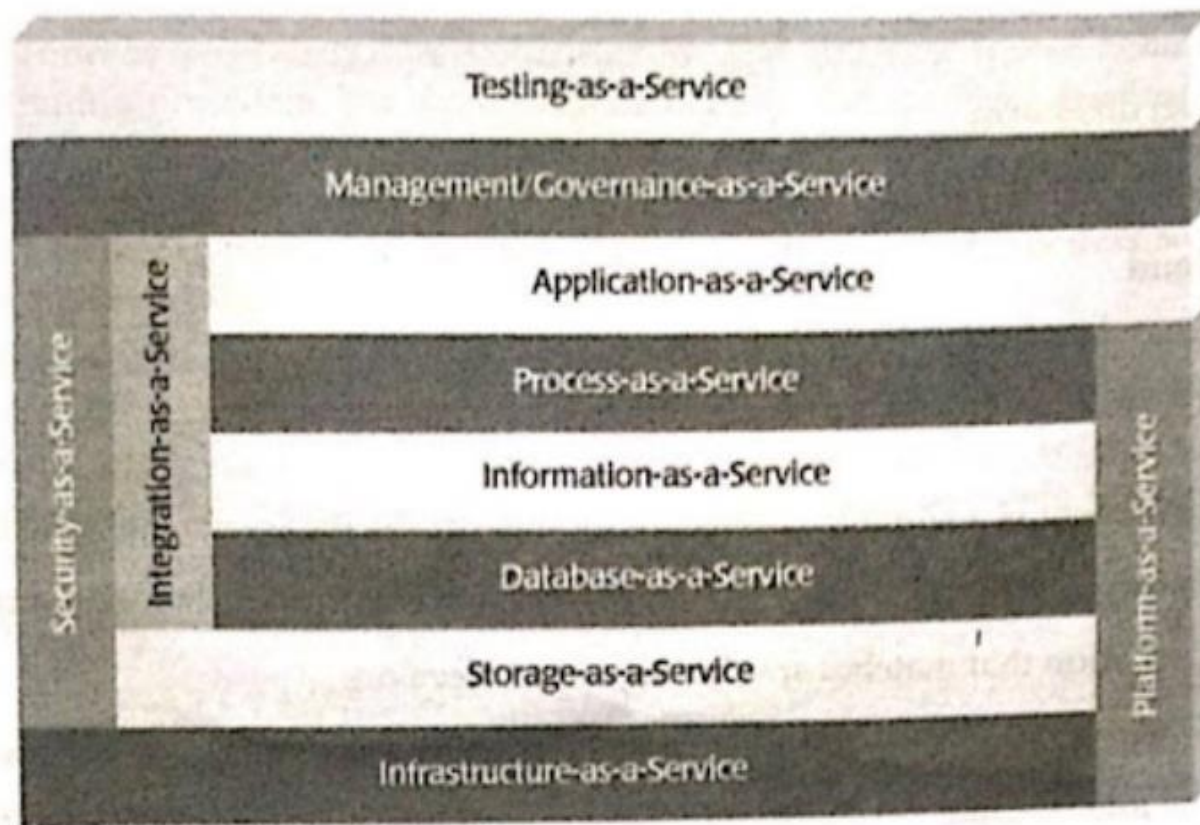 Testing-as-a-Service
Management/Governance-as-a-Service
Security-as-a-Service
Integration-as-a-Service
Application-as-a-Service
Process-as-a-Service
Information-as-a-Service
Database-as-a-Service
Storage-as-a-Service
Platform-as-a-Service
Infrastructure-as-a-Service